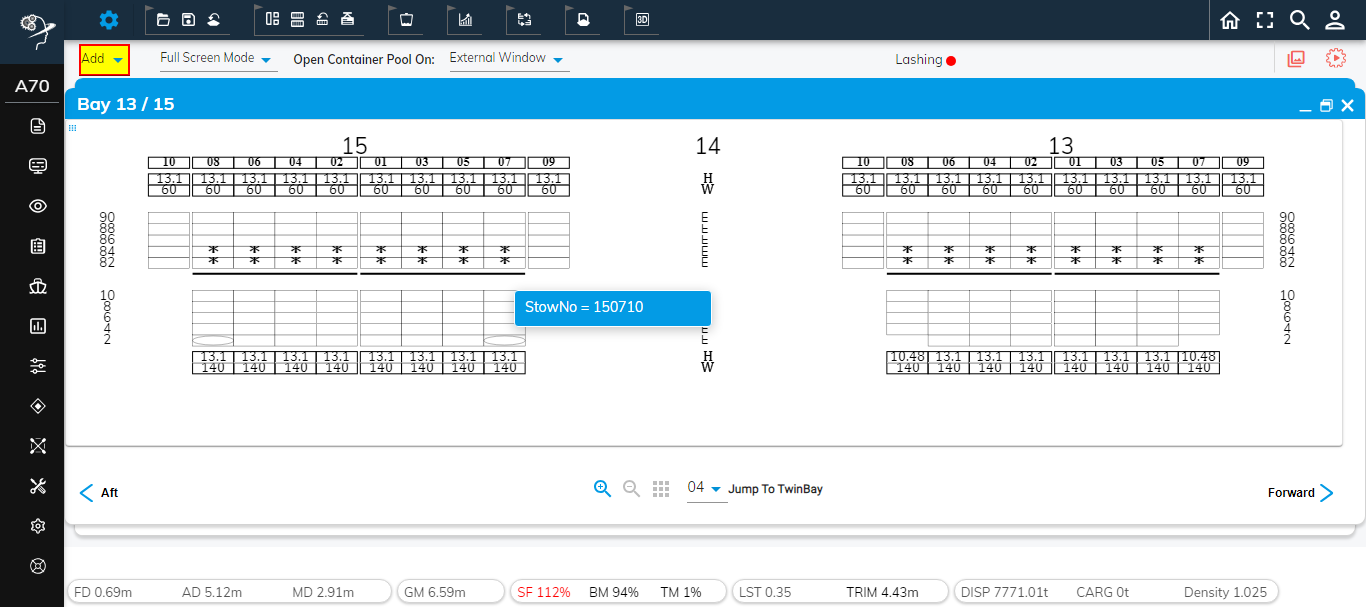 3D
Add Full Screen Mode Open Container Pool On: External Window Lashing
A70
Bay 13 / 15
15 14 13
10 08 06 04 02 01 03 05 07 09 10 08 06 04 02 01 03 05 07 09
13.1 13.1 13.1 13.1 13.1 13.1 13.1 13.1 13.1 13.1 H 13.1 13.1 13.1 13.1 13.1 13.1 13.1 13.1 13.1 13.1
60 60 60 60 60 60 60 60 60 60 W 60 60 60 60 60 60 60 60 60 60
90 E 90
88 E 88
86 E 86
84 * * * * * * * * E * * * * * * * * 84
82 * * * * * * * * E * * * * * * * * 82
10 10
8 StowNo = 150710 8
6 6
4 E 4
2 E 2
13.1 13.1 13.1 13.1 13.1 13.1 13.1 13.1 H 10.48 13.1 13.1 13.1 13.1 13.1 13.1 10.48
140 140 140 140 140 140 140 140 W 140 140 140 140 140 140 140 140
Aft 04 Jump To TwinBay Forward
FD 0.69m AD 5.12m MD 2.91m GM 6.59m SF 112% BM 94% TM 1% LST 0.35 TRIM 4.43m DISP 7771.01t CARG 0t Density 1.025